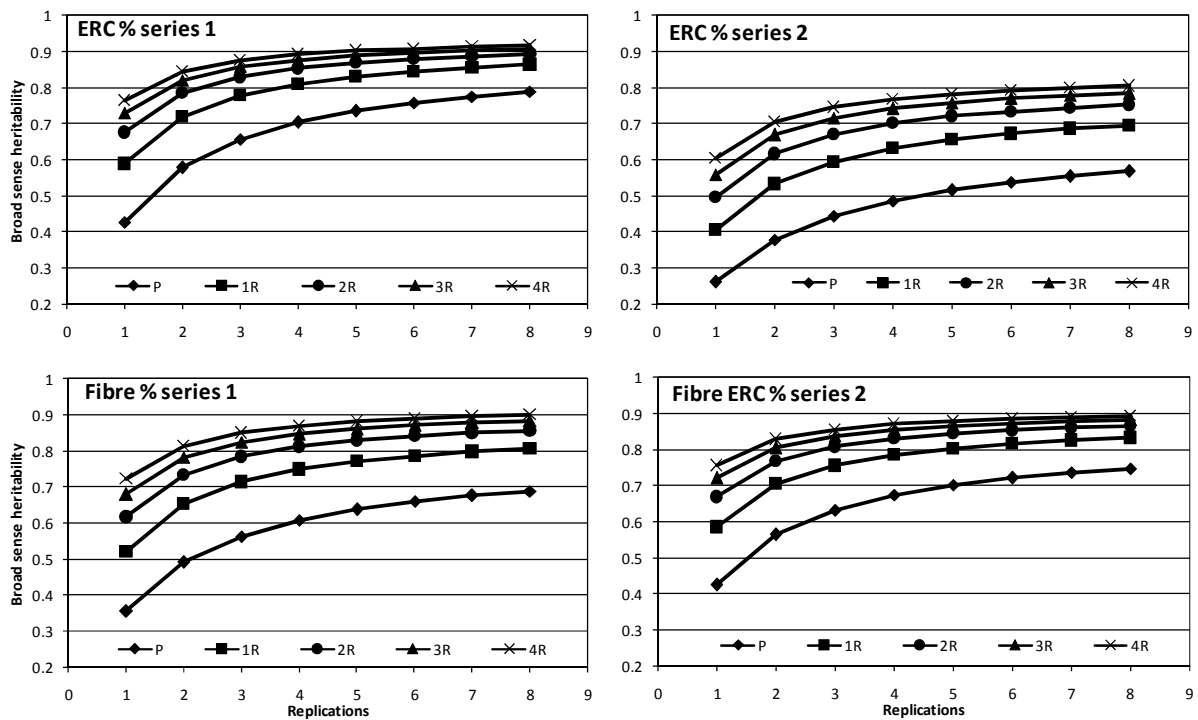 ERC % series 1
Broad sense heritability
1
0.9
0.8
0.7
0.6
0.5
0.4
0.3
0.2
P 1R 2R 3R 4R
0 1 2 3 4 5 6 7 8 9
ERC % series 2
1
0.9
0.8
0.7
0.6
0.5
0.4
0.3
0.2
P 1R 2R 3R 4R
0 1 2 3 4 5 6 7 8 9
Fibre % series 1
Broad sense heritability
1
0.9
0.8
0.7
0.6
0.5
0.4
0.3
0.2
P 1R 2R 3R 4R
0 1 2 3 4 5 6 7 8 9
Replications
Fibre ERC % series 2
1
0.9
0.8
0.7
0.6
0.5
0.4
0.3
0.2
P 1R 2R 3R 4R
0 1 2 3 4 5 6 7 8 9
Replications